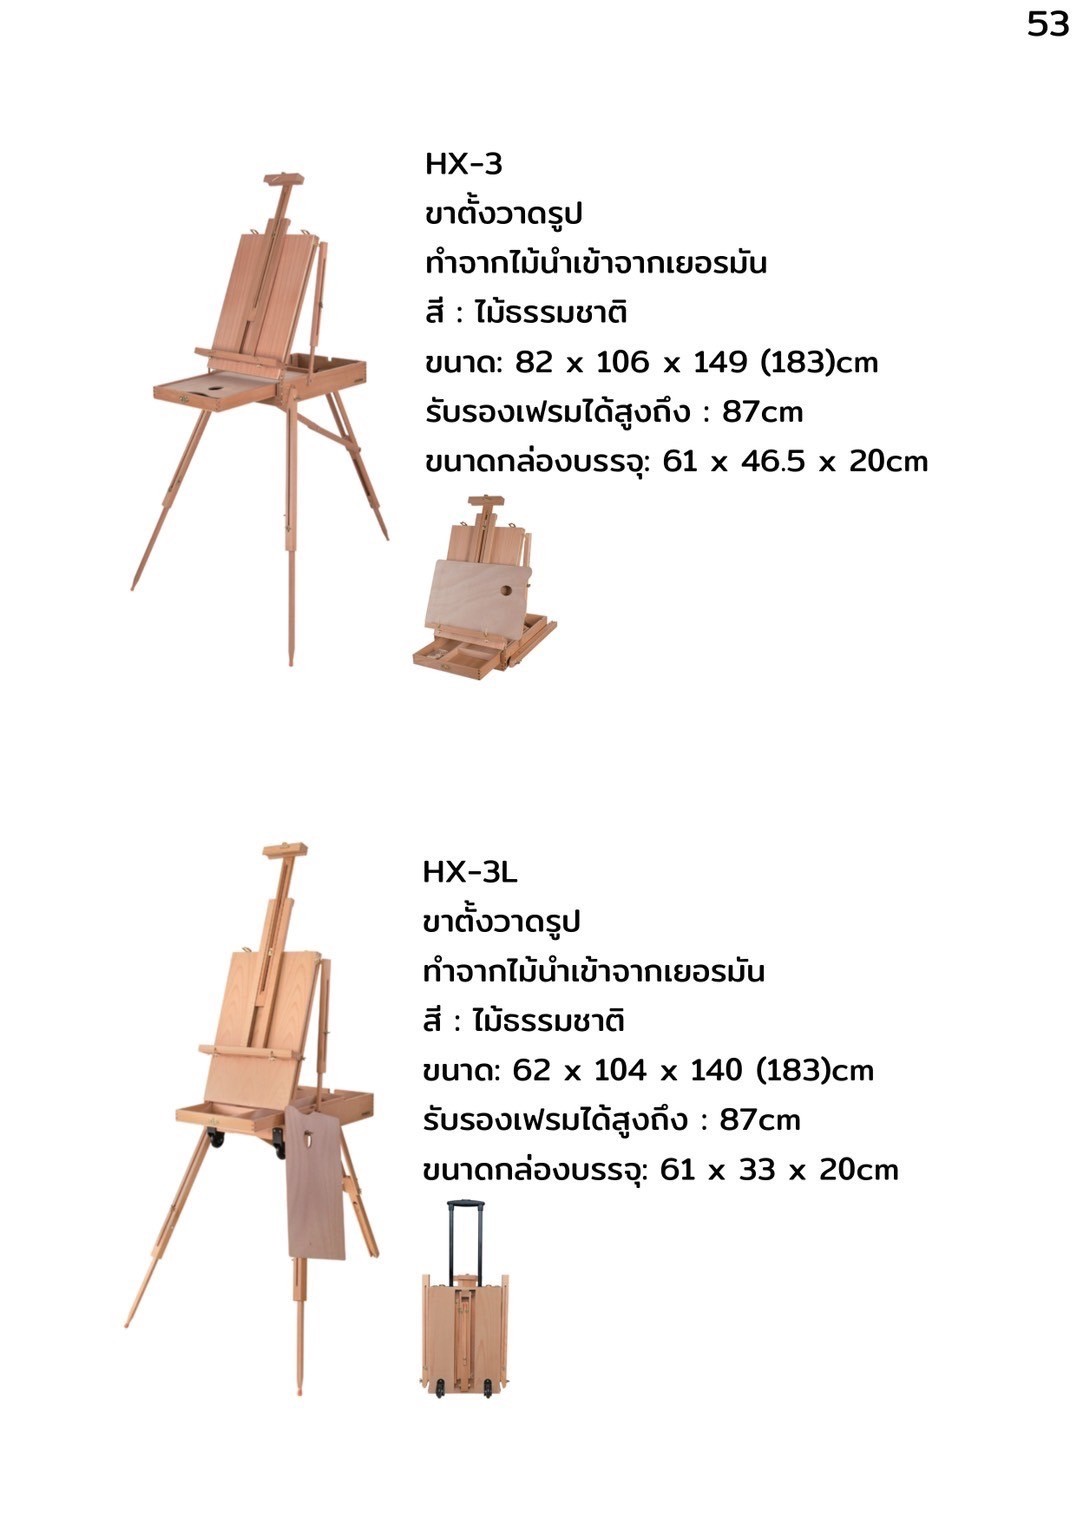 53
HX-3
ขาตั้งวาดรูป
ทำจากไม้นำเข้าจากเยอรมัน
สี : ไม้ธรรมชาติ
ขนาด: 82 x 106 x 149 (183)cm
รับรองเฟรมได้สูงถึง : 87cm
ขนาดกล่องบรรจุ: 61 x 46.5 x 20cm
HX-3L
ขาตั้งวาดรูป
ทำจากไม้นำเข้าจากเยอรมัน
สี : ไม้ธรรมชาติ
ขนาด: 62 x 104 x 140 (183)cm
รับรองเฟรมได้สูงถึง : 87cm
ขนาดกล่องบรรจุ: 61 x 33 x 20cm